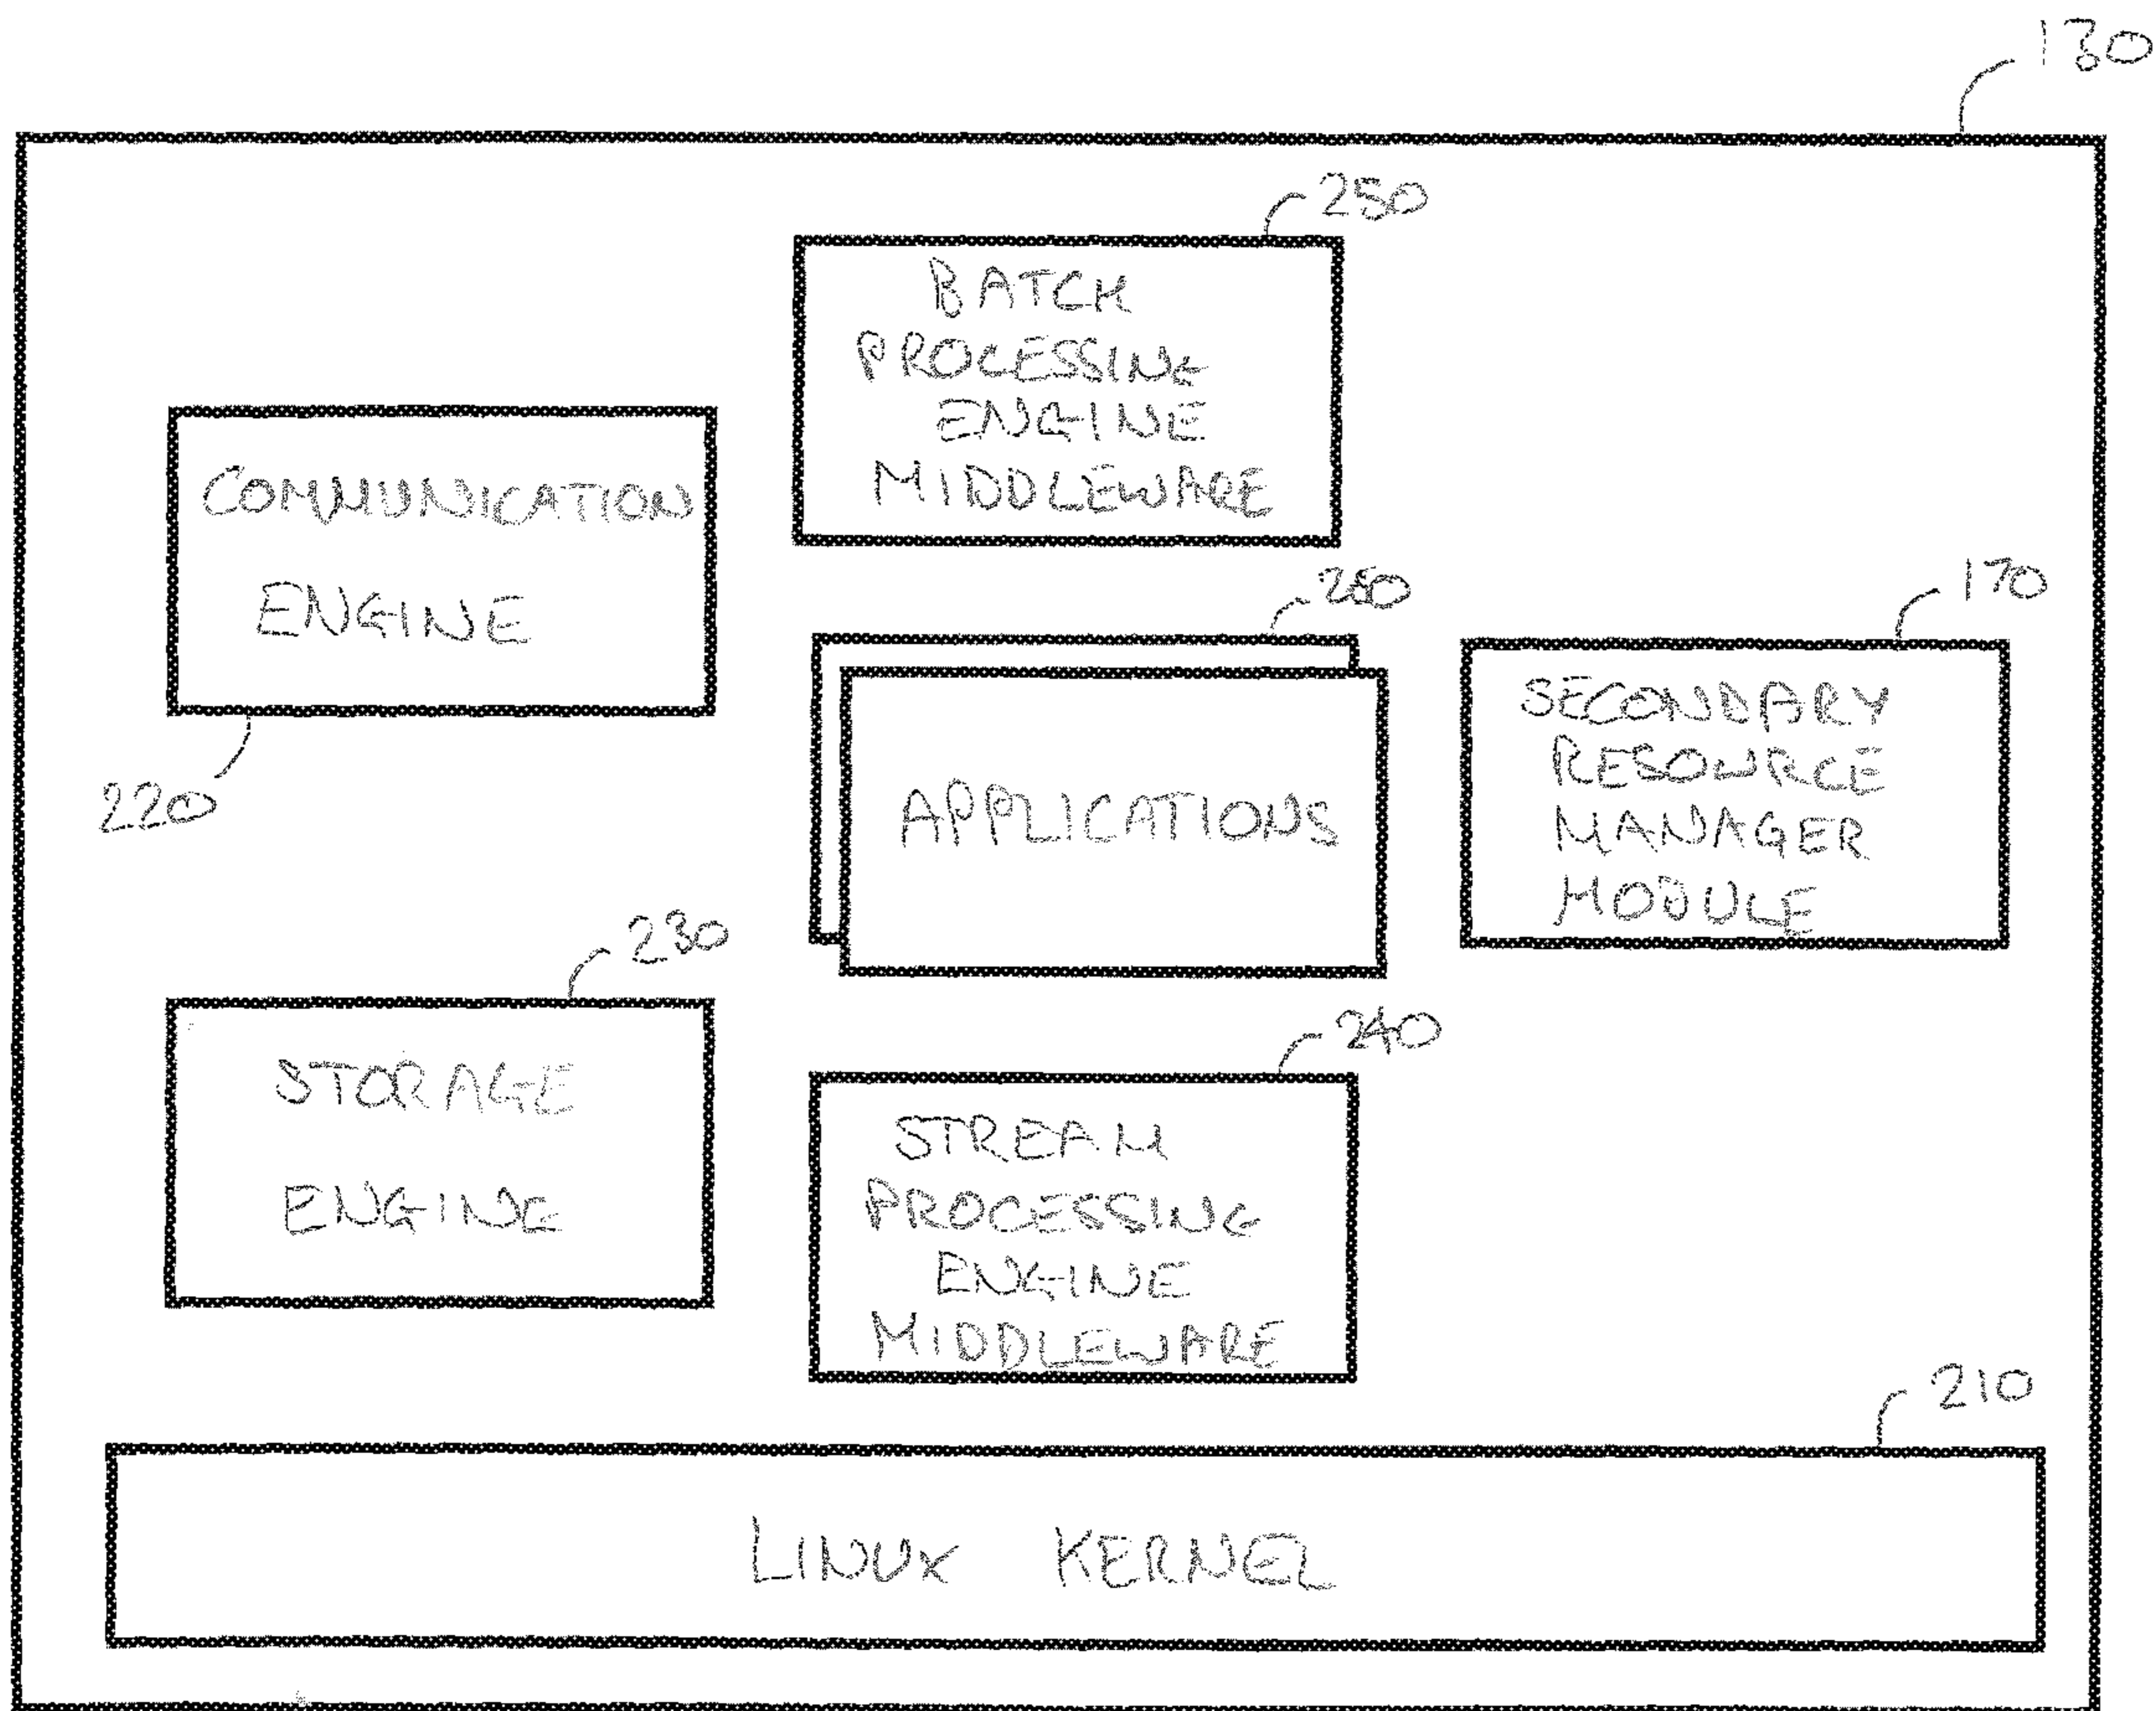 130
250
BATCH
PROCESSING
ENGINE
MIDDLEWARE
COMMUNICATION
ENGINE
220
APPLICATIONS
170
SECONDARY
RESOURCE
MANAGER
MODULE
230
STORAGE
ENGINE
240
STREAM
PROCESSING
ENGINE
MIDDLEWARE
210
LINUX KERNEL